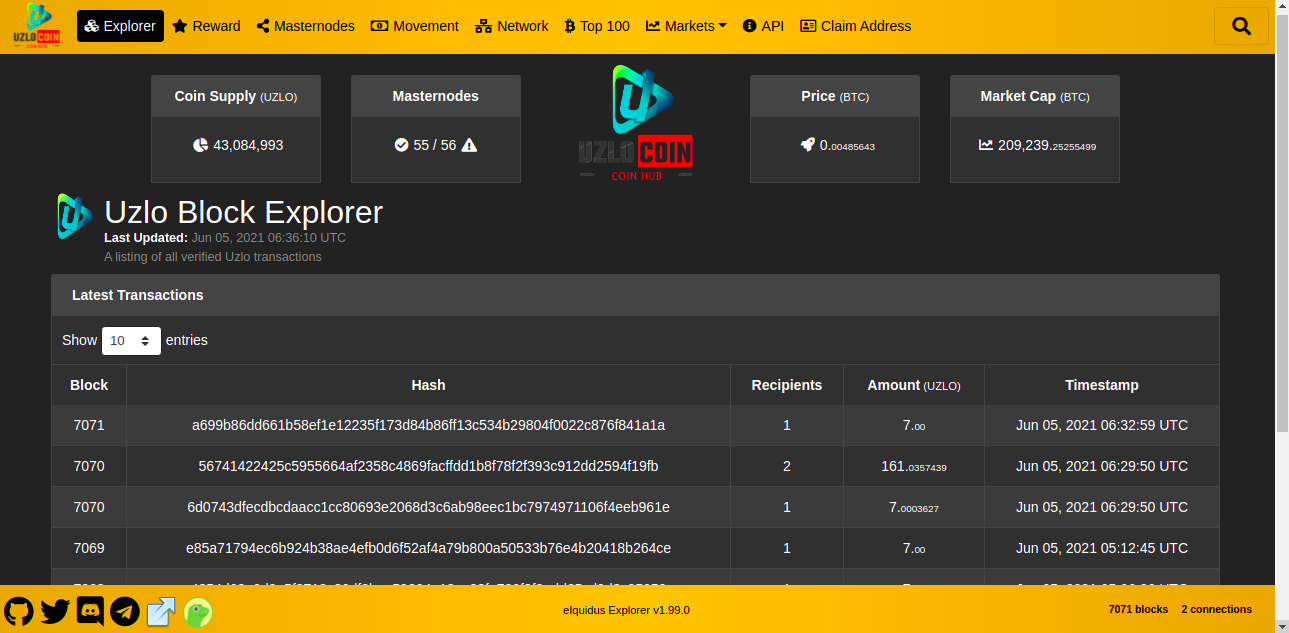 UZLO COIN
COIN HUB
Explorer Reward Masternodes Movement Network Top 100 Markets API Claim Address
Coin Supply (UZLO)
43,084,993
Masternodes
55 / 56
UZLO COIN
COIN HUB
Price (BTC)
0.00485643
Market Cap (BTC)
209,239.25255499
Uzlo Block Explorer
Last Updated: Jun 05, 2021 06:36:10 UTC
A listing of all verified Uzlo transactions
Latest Transactions
Show 10 entries
Block Hash Recipients Amount (UZLO) Timestamp
7071 a699b86dd661b58ef1e12235f173d84b86ff13c534b29804f0022c876f841a1a 1 7.00 Jun 05, 2021 06:32:59 UTC
7070 56741422425c5955664af2358c4869facffdd1b8f78f2f393c912dd2594f19fb 2 161.0357439 Jun 05, 2021 06:29:50 UTC
7070 6d0743dfecdbcdaacc1cc80693e2068d3c6ab98eec1bc7974971106f4eeb961e 1 7.0003627 Jun 05, 2021 06:29:50 UTC
7069 e85a71794ec6b924b38ae4efb0d6f52af4a79b800a50533b76e4b20418b264ce 1 7.00 Jun 05, 2021 05:12:45 UTC
eIquidus Explorer v1.99.0
7071 blocks 2 connections